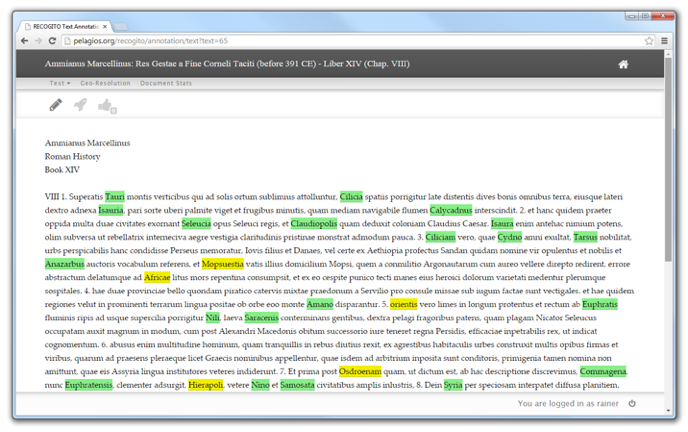 RECOGITO Text Annotatio
pelagios.org/recogito/annotation/text?text=65
Ammianus Marcellinus: Res Gestae a Fine Corneli Taciti (before 391 CE) - Liber XIV (Chap. VIII)
Text Geo-Resolution Document Stats
0
Ammianus Marcellinus
Roman History
Book XIV
VIII 1. Superatis Tauri montis verticibus qui ad solis ortum sublimius attolluntur, Cilicia spatiis porrigitur late distentis dives bonis omnibus terra, eiusque lateri
dextro adnexa Isauria, pari sorte uberi palmite viget et frugibus minutis, quam mediam navigabile flumen Calycadnus interscindit. 2. et hanc quidem praeter
oppida multa duae civitates exornant Seleucia opus Seleuci regis, et Claudiopolis quam deduxit coloniam Claudius Caesar. Isaura enim antehac nimium potens,
olim subversa ut rebellatrix interneciva aegre vestigia claritudinis pristinae monstrat admodum pauca. 3. Ciliciam vero, quae Cydno amni exultat, Tarsus nobilitat,
urbs perspicabilis hanc condidisse Perseus memoratur, Iovis filius et Danaes, vel certe ex Aethiopia profectus Sandan quidam nomine vir opulentus et nobilis et
Anazarbus auctoris vocabulum referens, et Mopsuestia vatis illius domicilium Mopsi, quem a conmilitio Argonautarum cum aureo vellere direpto redirent, errore
abstractum delatumque ad Africae litus mors repentina consumpsit, et ex eo cespite punico tecti manes eius heroici dolorum varietati medentur plerumque
sospitales. 4. hae duae provinciae bello quondam piratico catervis mixtae praedonum a Servilio pro consule missae sub iugum factae sunt vectigales. et hae quidem
regiones velut in prominenti terrarum lingua positae ob orbe eoo monte Amano disparantur. 5. orientis vero limes in longum protentus et rectum ab Euphratis
fluminis ripis ad usque supercilia porrigitur Nili, laeva Saracenis conterminans gentibus, dextra pelagi fragoribus patens, quam plagam Nicator Seleucus
occupatam auxit magnum in modum, cum post Alexandri Macedonis obitum successorio iure teneret regna Persidis, efficaciae inpetrabilis rex, ut indicat
cognomentum. 6. abusus enim multitudine hominum, quam tranquillis in rebus diutius rexit, ex agrestibus habitaculis urbes construxit multis opibus firmas et
viribus, quarum ad praesens pleraeque licet Graecis nominibus appellentur, quae isdem ad arbitrium inposita sunt conditoris, primigenia tamen nomina non
amittunt, quae eis Assyria lingua institutores veteres indiderunt. 7. Et prima post Osdroenam quam, ut dictum est, ab hac descriptione discrevimus, Commagena,
nunc Euphratensis, clementer adsurgit, Hierapoli, vetere Nino et Samosata civitatibus amplis inlustris. 8. Dein Syria per speciosam interpatet diffusa planitiem.
You are logged in as rainer